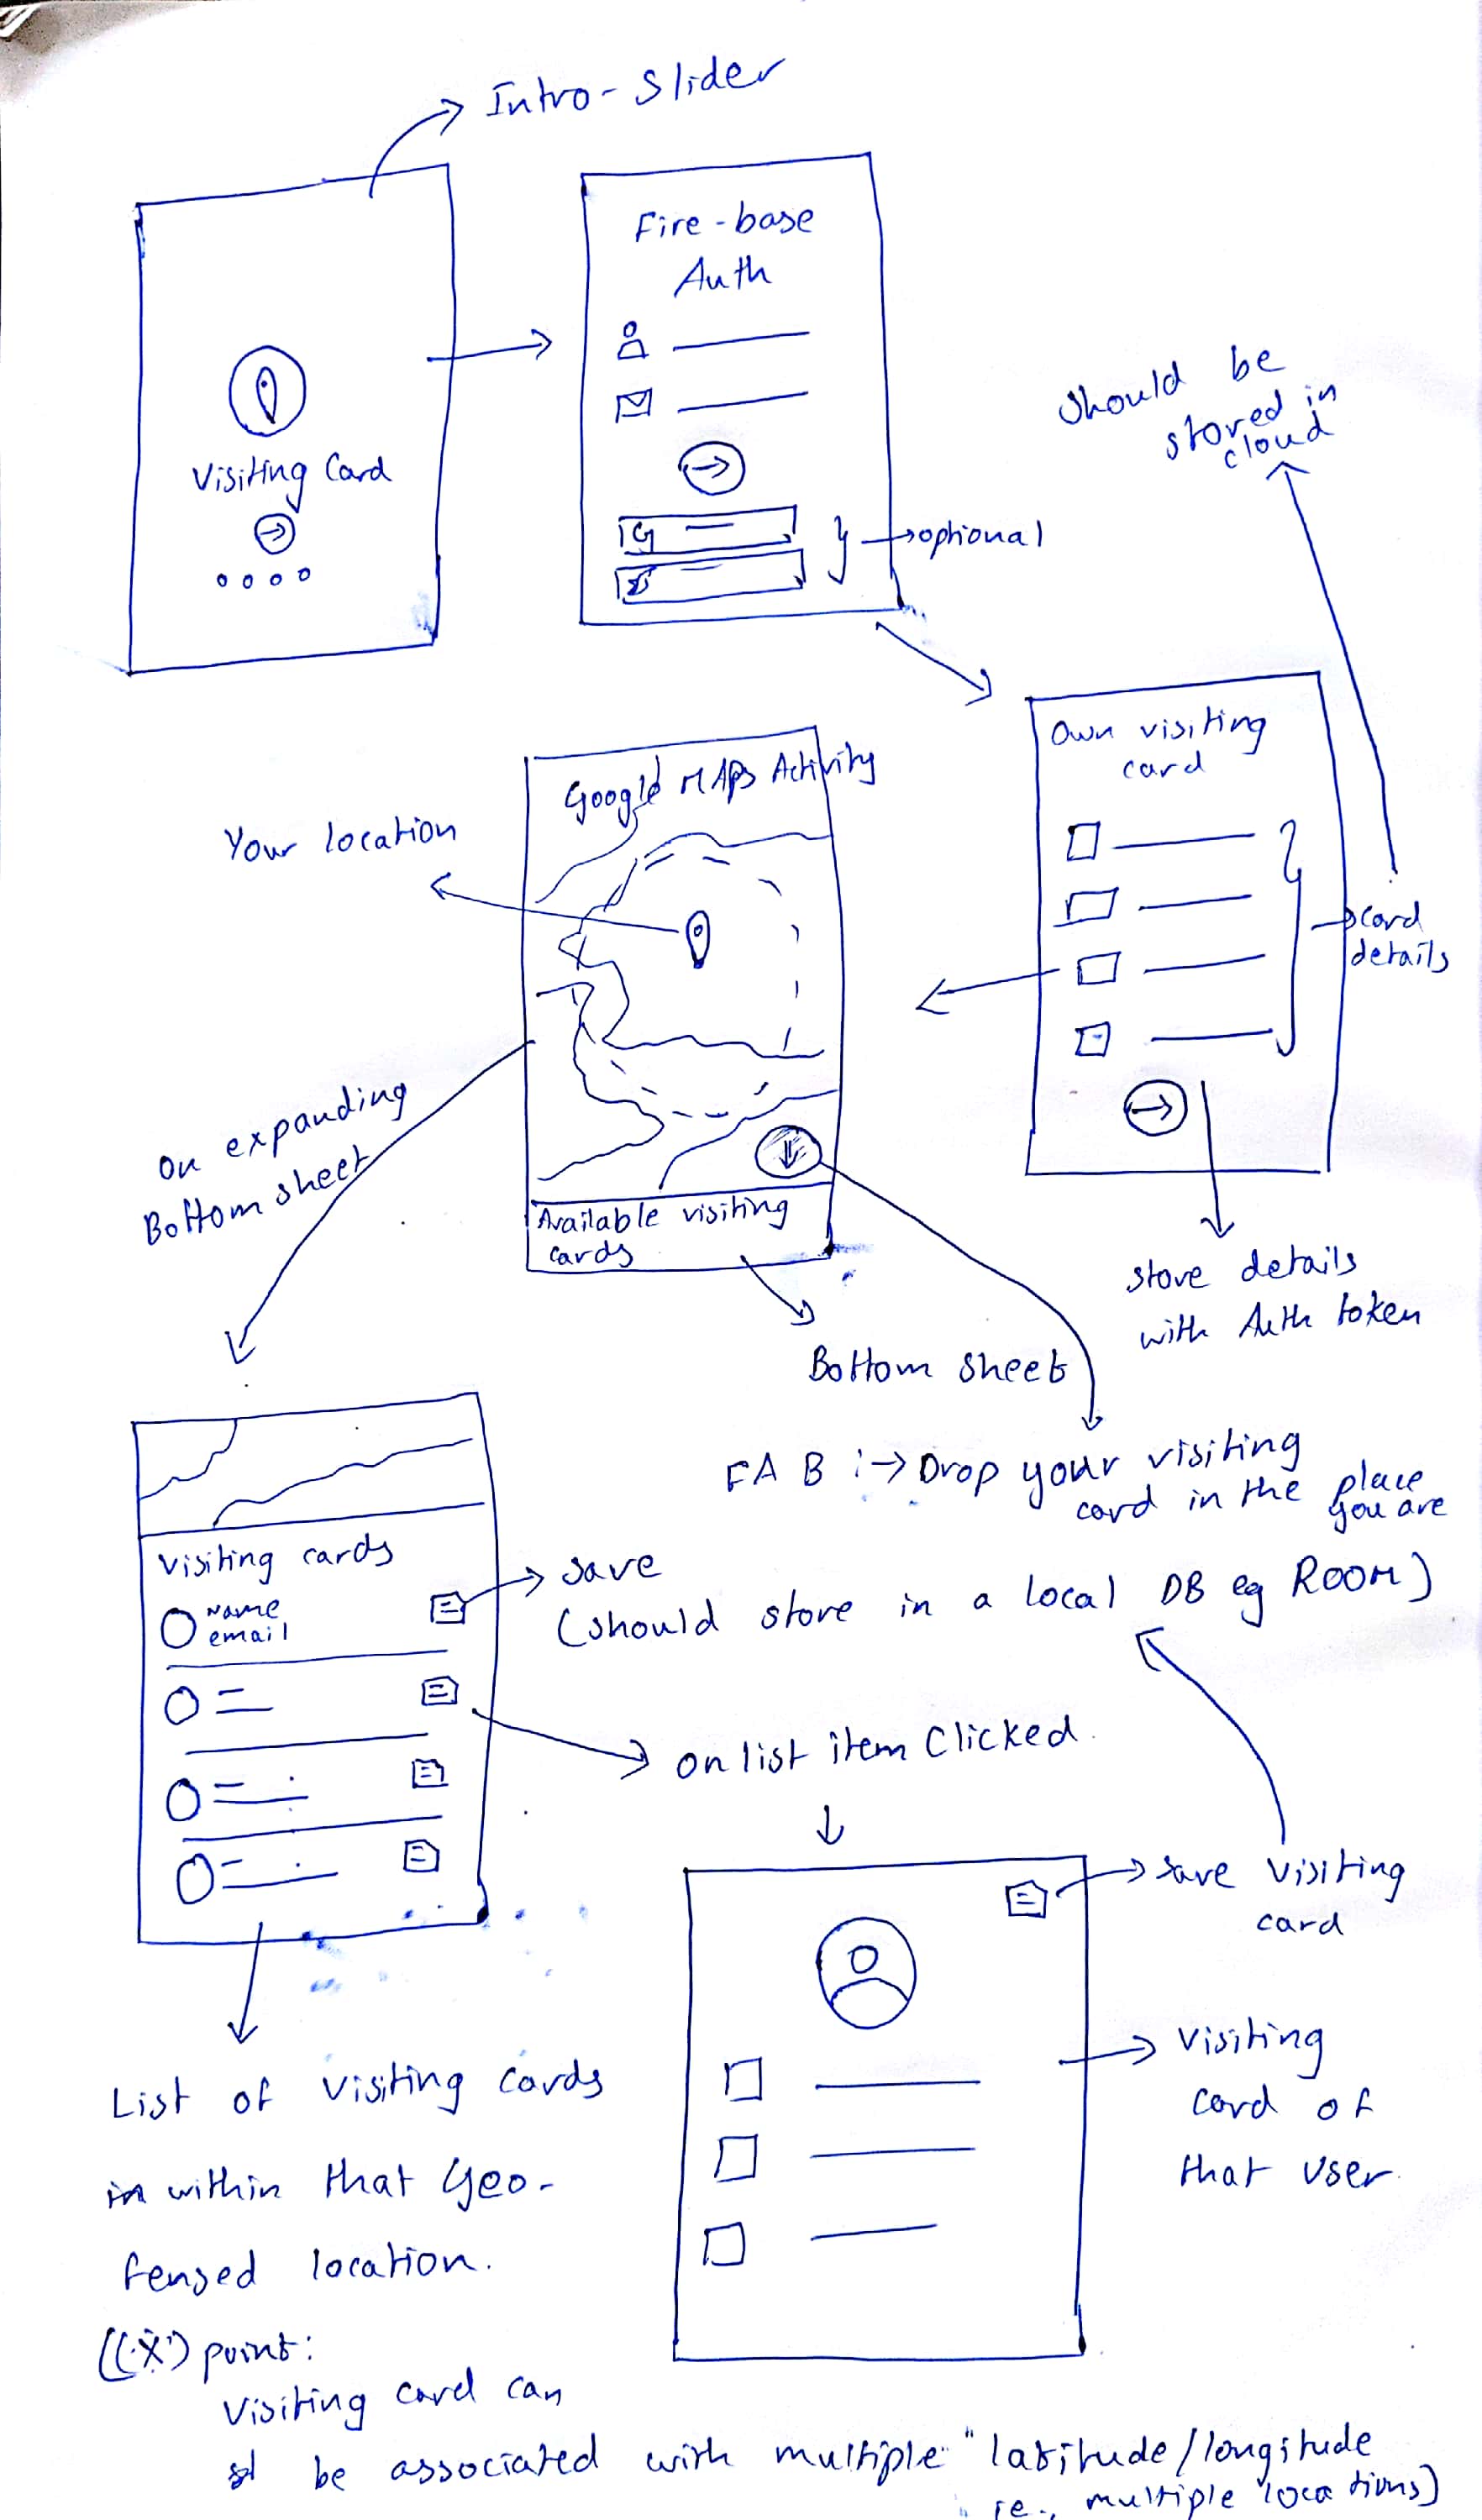 Intro-Slider
Visiting Card
Fire-base
Auth
G
optional
should be
stored in
cloud
Own visiting
card
card
details
store details
with Auth token
Google MAPs Activity
Your location
Available visiting
cards
On expanding
Bottom sheet
Bottom sheet
FAB :→ Drop your visiting
card in the place
you are
Visiting cards
Name
email
save
(should store in a local DB eg ROOM)
on list item Clicked
save visiting
card
Visiting
Card of
that user
List of visiting cards
in within that Geo-
fensed location.
((X)) point:
Visiting card can
be associated with multiple "latitude/longitude
ie., multiple locations)